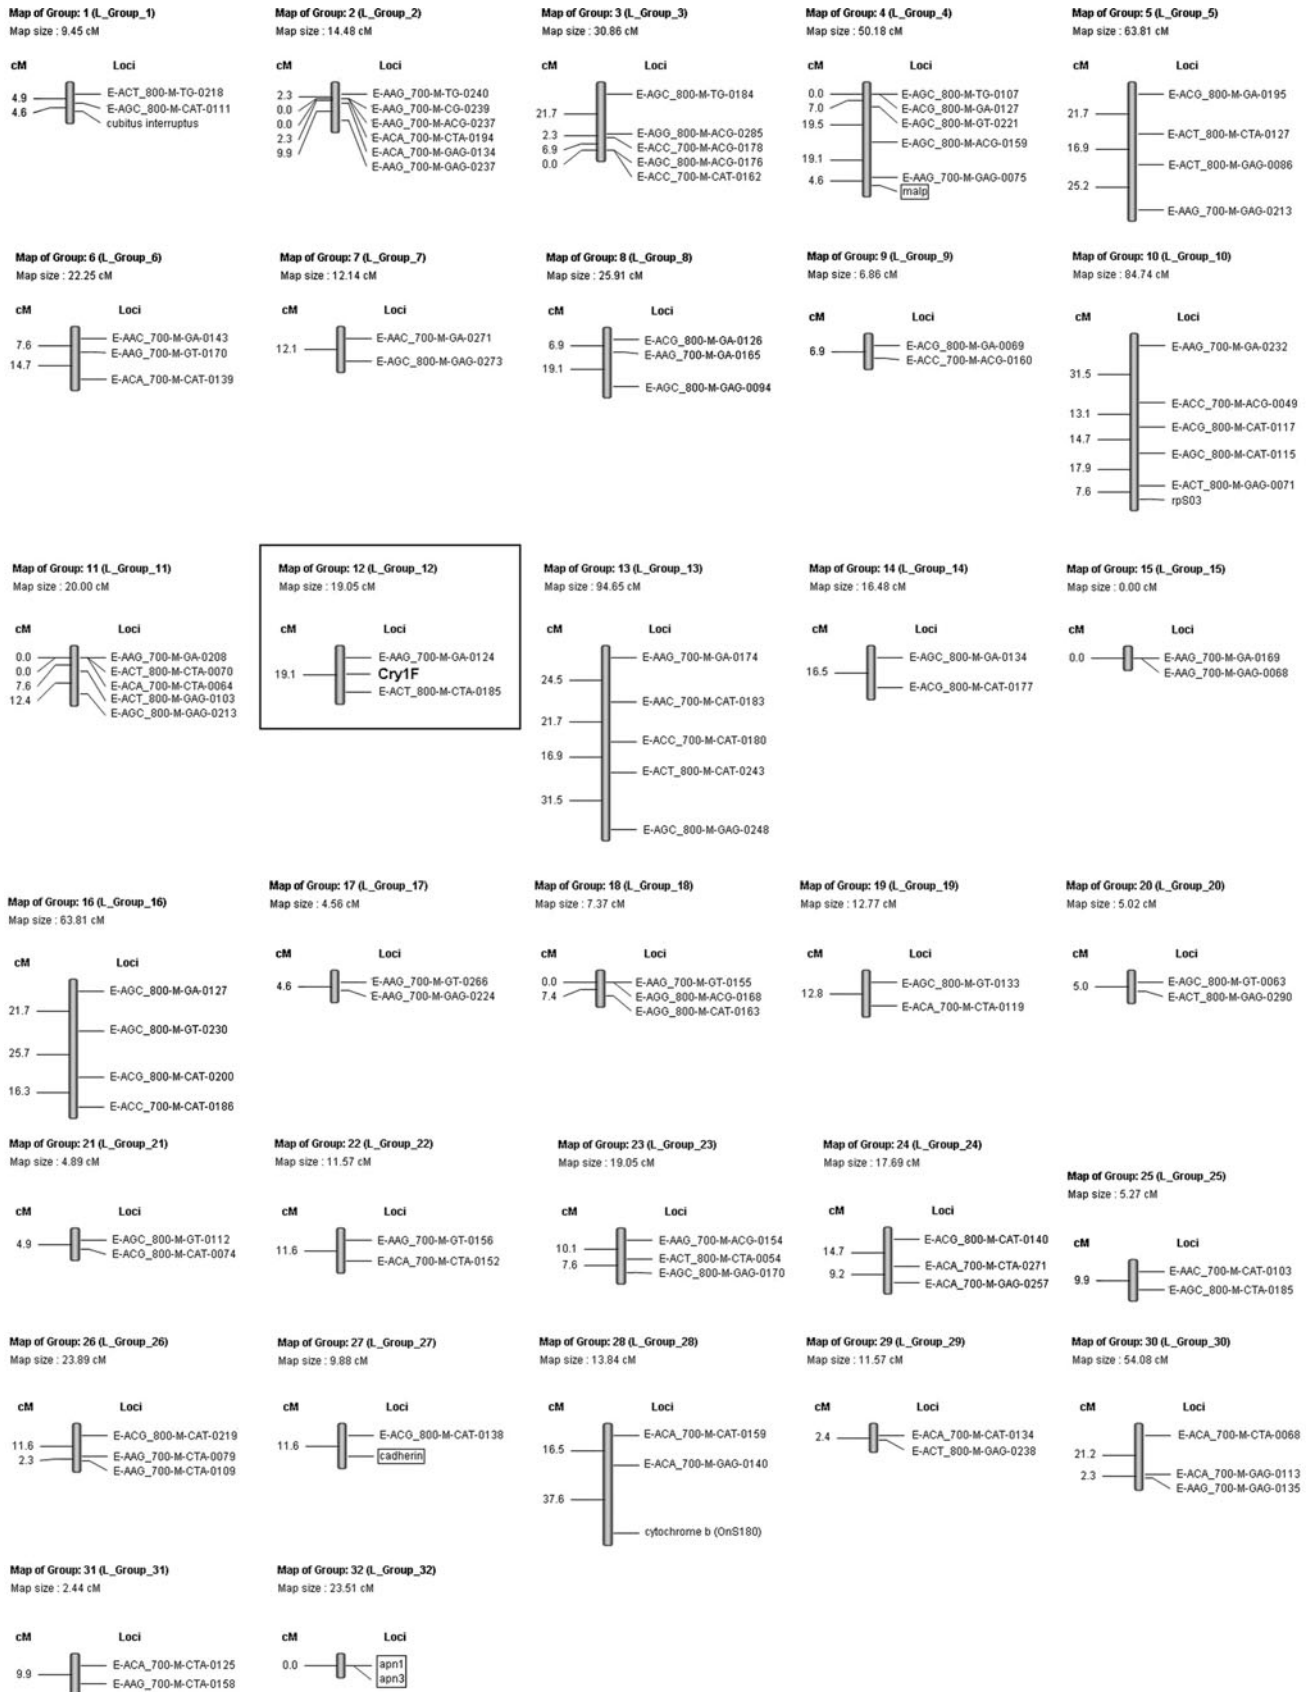 Map of Group: 1 (L_Group_1)
Map size : 9.45 cM
cM Loci
4.9
4.6
E-ACT_800-M-TG-0218
E-AGC_800-M-CAT-0111
cubitus interruptus
Map of Group: 2 (L_Group_2)
Map size : 14.48 cM
cM Loci
2.3
0.0
0.0
2.3
9.9
E-AAG_700-M-TG-0240
E-AAG_700-M-CG-0239
E-AAG_700-M-ACG-0237
E-ACA_700-M-CTA-0194
E-ACA_700-M-GAG-0134
E-AAG_700-M-GAG-0237
Map of Group: 3 (L_Group_3)
Map size : 30.86 cM
cM Loci
21.7
2.3
6.9
0.0
E-AGC_800-M-TG-0184
E-AGG_800-M-ACG-0285
E-ACC_700-M-ACG-0178
E-AGC_800-M-ACG-0176
E-ACC_700-M-CAT-0162
Map of Group: 4 (L_Group_4)
Map size : 50.18 cM
cM Loci
0.0
7.0
19.5
19.1
4.6
E-AGC_800-M-TG-0107
E-ACG_800-M-GA-0127
E-AGC_800-M-GT-0221
E-AGC_800-M-ACG-0159
E-AAG_700-M-GAG-0075
malp
Map of Group: 5 (L_Group_5)
Map size : 63.81 cM
cM Loci
21.7
16.9
25.2
E-ACG_800-M-GA-0195
E-ACT_800-M-CTA-0127
E-ACT_800-M-GAG-0086
E-AAG_700-M-GAG-0213
Map of Group: 6 (L_Group_6)
Map size : 22.25 cM
cM Loci
7.6
14.7
E-AAC_700-M-GA-0143
E-AAG_700-M-GT-0170
E-ACA_700-M-CAT-0139
Map of Group: 7 (L_Group_7)
Map size : 12.14 cM
cM Loci
12.1
E-AAC_700-M-GA-0271
E-AGC_800-M-GAG-0273
Map of Group: 8 (L_Group_8)
Map size : 25.91 cM
cM Loci
6.9
19.1
E-ACG_800-M-GA-0126
E-AAG_700-M-GA-0165
E-AGC_800-M-GAG-0094
Map of Group: 9 (L_Group_9)
Map size : 6.86 cM
cM Loci
6.9
E-ACG_800-M-GA-0069
E-ACC_700-M-ACG-0160
Map of Group: 10 (L_Group_10)
Map size : 84.74 cM
cM Loci
31.5
13.1
14.7
17.9
7.6
E-AAG_700-M-GA-0232
E-ACC_700-M-ACG-0049
E-ACG_800-M-CAT-0117
E-AGC_800-M-CAT-0115
E-ACT_800-M-GAG-0071
rpS03
Map of Group: 11 (L_Group_11)
Map size : 20.00 cM
cM Loci
0.0
0.0
7.6
12.4
E-AAG_700-M-GA-0208
E-ACT_800-M-CTA-0070
E-ACA_700-M-CTA-0064
E-ACT_800-M-GAG-0103
E-AGC_800-M-GAG-0213
Map of Group: 12 (L_Group_12)
Map size : 19.05 cM
cM Loci
19.1
E-AAG_700-M-GA-0124
Cry1F
E-ACT_800-M-CTA-0185
Map of Group: 13 (L_Group_13)
Map size : 94.65 cM
cM Loci
24.5
21.7
16.9
31.5
E-AAG_700-M-GA-0174
E-AAC_700-M-CAT-0183
E-ACC_700-M-CAT-0180
E-ACT_800-M-CAT-0243
E-AGC_800-M-GAG-0248
Map of Group: 14 (L_Group_14)
Map size : 16.48 cM
cM Loci
16.5
E-AGC_800-M-GA-0134
E-ACG_800-M-CAT-0177
Map of Group: 15 (L_Group_15)
Map size : 0.00 cM
cM Loci
0.0
E-AAG_700-M-GA-0169
E-AAG_700-M-GAG-0068
Map of Group: 16 (L_Group_16)
Map size : 63.81 cM
cM Loci
21.7
25.7
16.3
E-AGC_800-M-GA-0127
E-AGC_800-M-GT-0230
E-ACG_800-M-CAT-0200
E-ACC_700-M-CAT-0186
Map of Group: 17 (L_Group_17)
Map size : 4.56 cM
cM Loci
4.6
E-AAG_700-M-GT-0266
E-AAG_700-M-GAG-0224
Map of Group: 18 (L_Group_18)
Map size : 7.37 cM
cM Loci
0.0
7.4
E-AAG_700-M-GT-0155
E-AGG_800-M-ACG-0168
E-AGG_800-M-CAT-0163
Map of Group: 19 (L_Group_19)
Map size : 12.77 cM
cM Loci
12.8
E-AGC_800-M-GT-0133
E-ACA_700-M-CTA-0119
Map of Group: 20 (L_Group_20)
Map size : 5.02 cM
cM Loci
5.0
E-AGC_800-M-GT-0063
E-ACT_800-M-GAG-0290
Map of Group: 21 (L_Group_21)
Map size : 4.89 cM
cM Loci
4.9
E-AGC_800-M-GT-0112
E-ACG_800-M-CAT-0074
Map of Group: 22 (L_Group_22)
Map size : 11.57 cM
cM Loci
11.6
E-AAG_700-M-GT-0156
E-ACA_700-M-CTA-0152
Map of Group: 23 (L_Group_23)
Map size : 19.05 cM
cM Loci
10.1
7.6
E-AAG_700-M-ACG-0154
E-ACT_800-M-CTA-0054
E-AGC_800-M-GAG-0170
Map of Group: 24 (L_Group_24)
Map size : 17.69 cM
cM Loci
14.7
9.2
E-ACG_800-M-CAT-0140
E-ACA_700-M-CTA-0271
E-ACA_700-M-GAG-0257
Map of Group: 25 (L_Group_25)
Map size : 5.27 cM
cM Loci
9.9
E-AAC_700-M-CAT-0103
E-AGC_800-M-CTA-0185
Map of Group: 26 (L_Group_26)
Map size : 23.89 cM
cM Loci
11.6
2.3
E-ACG_800-M-CAT-0219
E-AAG_700-M-CTA-0079
E-AAG_700-M-CTA-0109
Map of Group: 27 (L_Group_27)
Map size : 9.88 cM
cM Loci
11.6
E-ACG_800-M-CAT-0138
cadherin
Map of Group: 28 (L_Group_28)
Map size : 13.84 cM
cM Loci
16.5
37.6
E-ACA_700-M-CAT-0159
E-ACA_700-M-GAG-0140
cytochrome b (OnS180)
Map of Group: 29 (L_Group_29)
Map size : 11.57 cM
cM Loci
2.4
E-ACA_700-M-CAT-0134
E-ACT_800-M-GAG-0238
Map of Group: 30 (L_Group_30)
Map size : 54.08 cM
cM Loci
21.2
2.3
E-ACA_700-M-CTA-0068
E-ACA_700-M-GAG-0113
E-AAG_700-M-GAG-0135
Map of Group: 31 (L_Group_31)
Map size : 2.44 cM
cM Loci
9.9
E-ACA_700-M-CTA-0125
E-AAG_700-M-CTA-0158
Map of Group: 32 (L_Group_32)
Map size : 23.51 cM
cM Loci
0.0
apn1
apn3